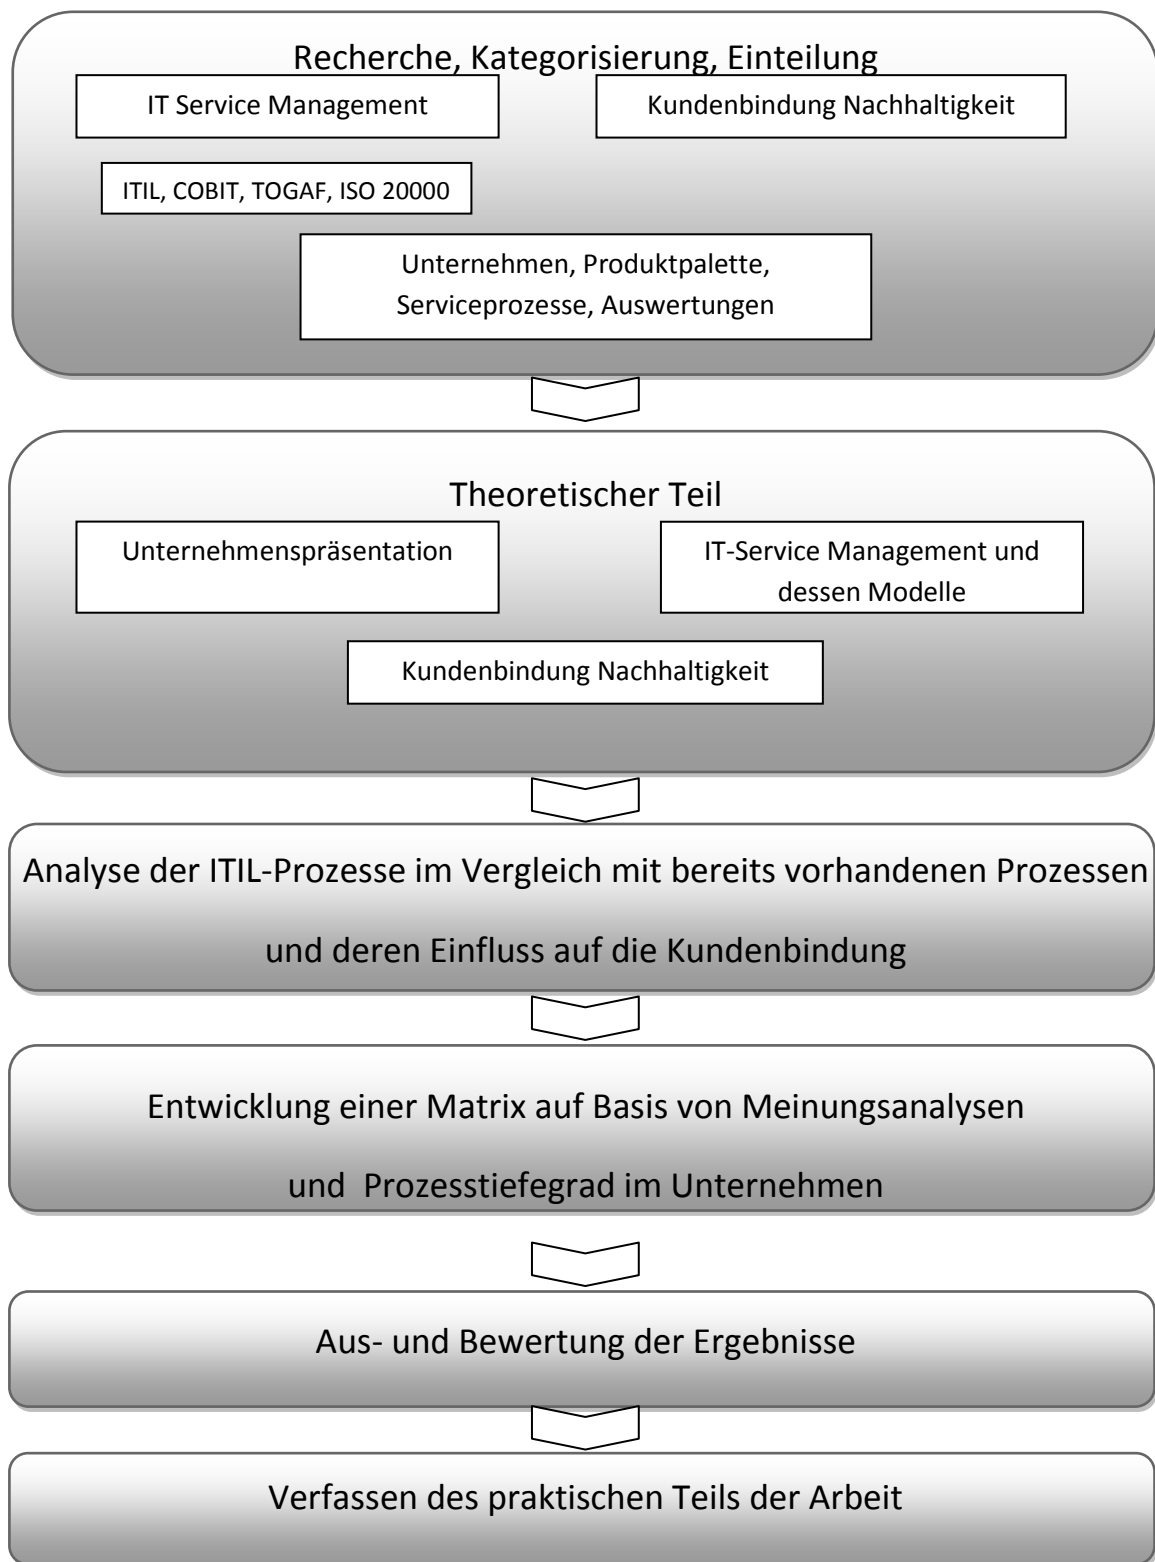 Recherche, Kategorisierung, Einteilung
IT Service Management
Kundenbindung Nachhaltigkeit
ITIL, COBIT, TOGAF, ISO 20000
Unternehmen, Produktpalette,
Serviceprozesse, Auswertungen
Theoretischer Teil
Unternehmenspräsentation
IT-Service Management und
dessen Modelle
Kundenbindung Nachhaltigkeit
Analyse der ITIL-Prozesse im Vergleich mit bereits vorhandenen Prozessen
und deren Einfluss auf die Kundenbindung
Entwicklung einer Matrix auf Basis von Meinungsanalysen
und Prozesstiefegrad im Unternehmen
Aus- und Bewertung der Ergebnisse
Verfassen des praktischen Teils der Arbeit